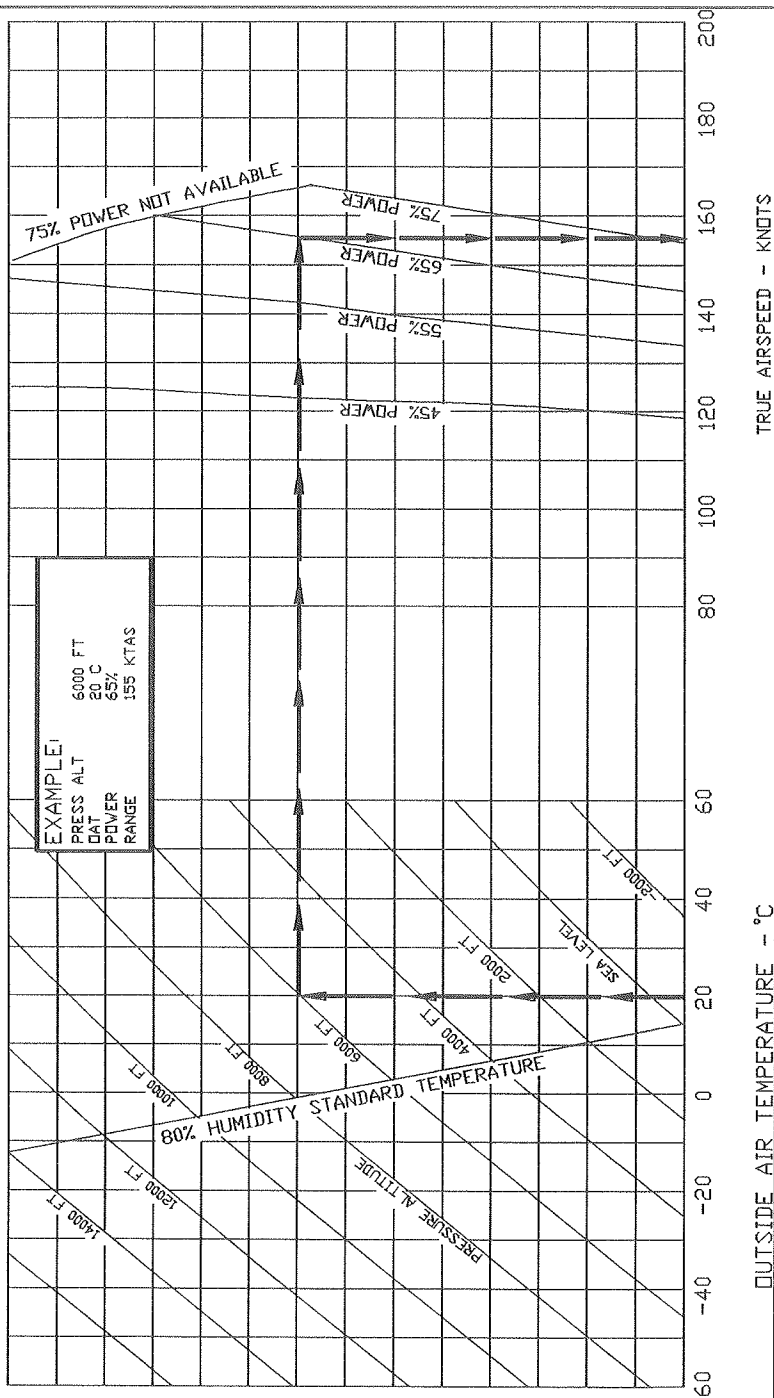 EXAMPLE:
PRESS ALT 6000 FT
OAT 20 C
POWER 65%
RANGE 155 KTAS
75% POWER NOT AVAILABLE
75% POWER
65% POWER
55% POWER
45% POWER
14000 FT
12000 FT
10000 FT
8000 FT
6000 FT
4000 FT
2000 FT
SEA LEVEL
-2000 FT
80% HUMIDITY STANDARD TEMPERATURE
PRESSURE ALTITUDE
-60 -40 -20 0 20 40 60 80 100 120 140 160 180 200
OUTSIDE AIR TEMPERATURE - °C
TRUE AIRSPEED - KNOTS